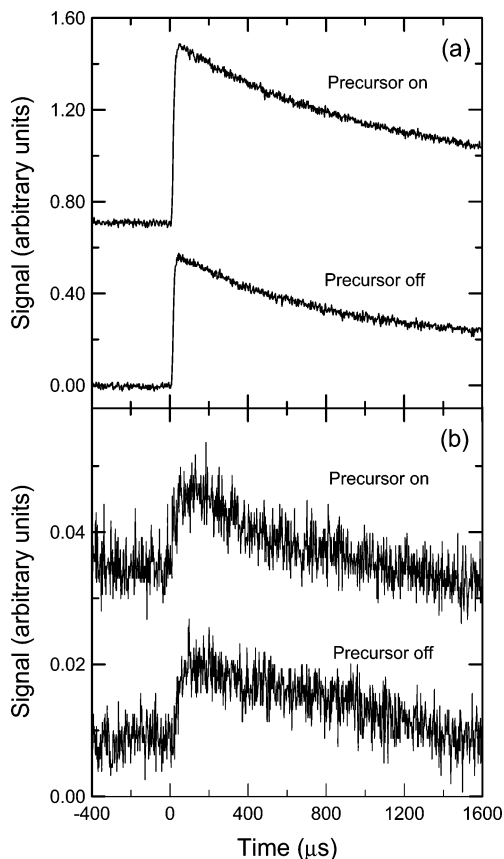 1.60
(a)
Precursor on
1.20
Signal (arbitrary units)
0.80
Precursor off
0.40
0.00
(b)
Precursor on
0.04
Signal (arbitrary units)
Precursor off
0.02
0.00
-400 0 400 800 1200 1600
Time (μs)